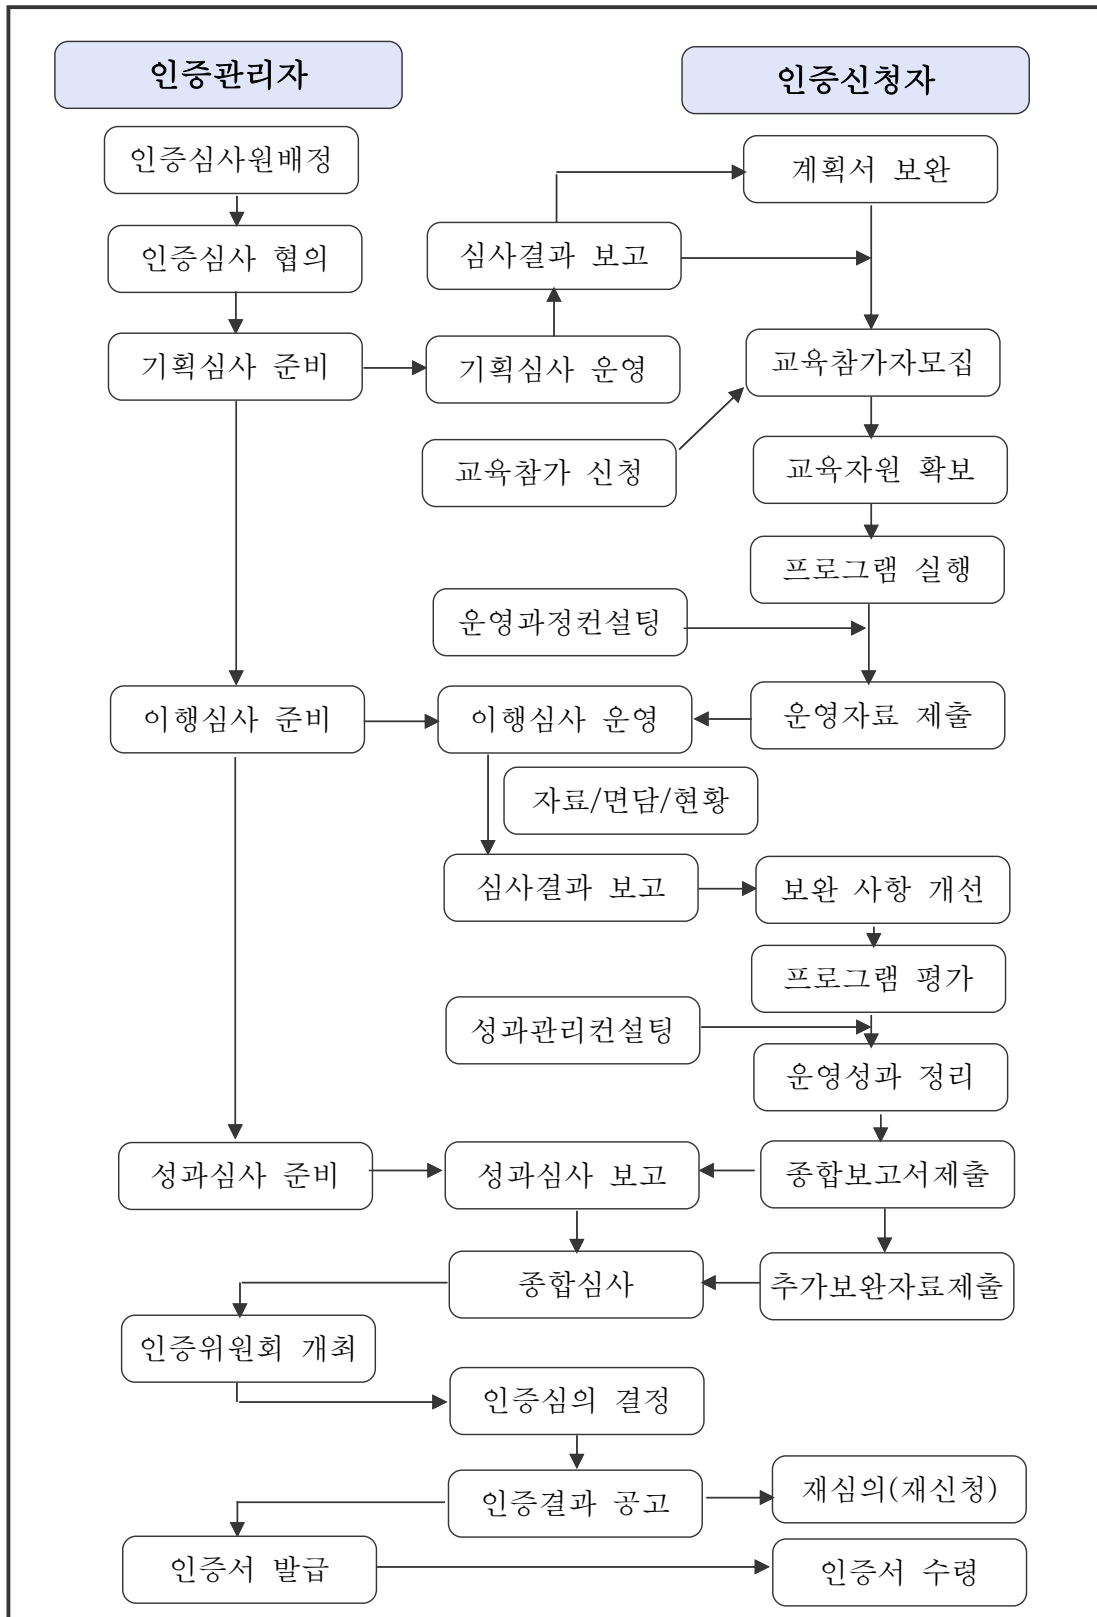 인증관리자
인증신청자
인증심사원배정
계획서 보완
인증심사 협의
심사결과 보고
기획심사 준비
기획심사 운영
교육참가자모집
교육참가 신청
교육자원 확보
프로그램 실행
운영과정컨설팅
이행심사 준비
이행심사 운영
운영자료 제출
자료/면담/현황
심사결과 보고
보완 사항 개선
프로그램 평가
성과관리컨설팅
운영성과 정리
성과심사 준비
성과심사 보고
종합보고서제출
종합심사
추가보완자료제출
인증위원회 개최
인증심의 결정
인증결과 공고
재심의(재신청)
인증서 발급
인증서 수령